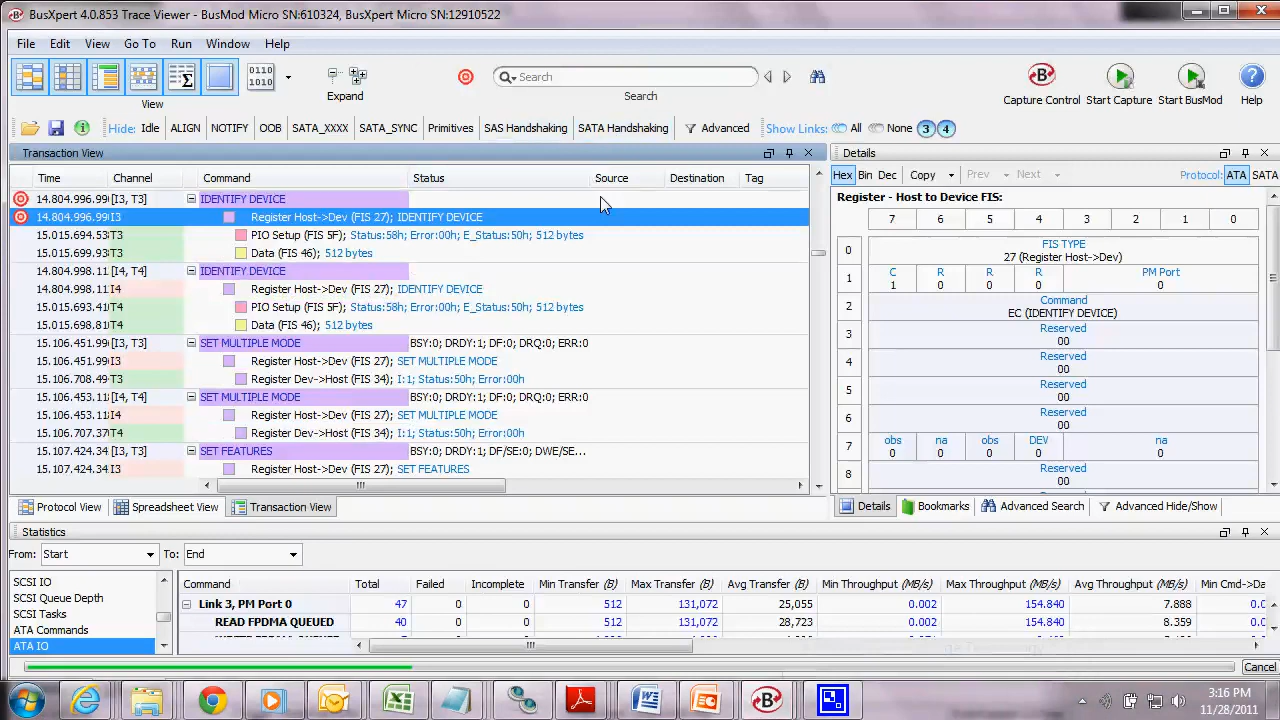 BusXpert 4.0.853 Trace Viewer - BusMod Micro SN:610324, BusXpert Micro SN:12910522
File Edit View Go To Run Window Help
0110
1010
Search
View
Expand
Search
Capture Control Start Capture Start BusMod Help
Hide: Idle ALIGN NOTIFY OOB SATA_XXXX SATA_SYNC Primitives SAS Handshaking SATA Handshaking Advanced Show Links: All None 3 4
Transaction View
Time Channel Command Status Source Destination Tag
14.804.996.99 [I3, T3] IDENTIFY DEVICE
14.804.996.99 I3 Register Host->Dev (FIS 27); IDENTIFY DEVICE
15.015.694.53 T3 PIO Setup (FIS 5F); Status:58h; Error:00h; E_Status:50h; 512 bytes
15.015.699.93 T3 Data (FIS 46); 512 bytes
14.804.998.11 [I4, T4] IDENTIFY DEVICE
14.804.998.11 I4 Register Host->Dev (FIS 27); IDENTIFY DEVICE
15.015.693.41 T4 PIO Setup (FIS 5F); Status:58h; Error:00h; E_Status:50h; 512 bytes
15.015.698.81 T4 Data (FIS 46); 512 bytes
15.106.451.99 [I3, T3] SET MULTIPLE MODE BSY:0; DRDY:1; DF:0; DRQ:0; ERR:0
15.106.451.99 I3 Register Host->Dev (FIS 27); SET MULTIPLE MODE
15.106.708.49 T3 Register Dev->Host (FIS 34); I:1; Status:50h; Error:00h
15.106.453.11 [I4, T4] SET MULTIPLE MODE BSY:0; DRDY:1; DF:0; DRQ:0; ERR:0
15.106.453.11 I4 Register Host->Dev (FIS 27); SET MULTIPLE MODE
15.106.707.37 T4 Register Dev->Host (FIS 34); I:1; Status:50h; Error:00h
15.107.424.34 [I3, T3] SET FEATURES BSY:0; DRDY:1; DF/SE:0; DWE/SE...
15.107.424.34 I3 Register Host->Dev (FIS 27); SET FEATURES
Protocol View Spreadsheet View Transaction View
Details
Hex Bin Dec Copy Prev Next Protocol: ATA SATA
Register - Host to Device FIS:
7 6 5 4 3 2 1 0
0 FIS TYPE
27 (Register Host->Dev)
1 C R R R PM Port
1 0 0 0 0
2 Command
EC (IDENTIFY DEVICE)
3 Reserved
00
4 Reserved
00
5 Reserved
00
6 Reserved
00
7 obs na obs DEV na
0 0 0 0 0
8 Reserved
00
Details Bookmarks Advanced Search Advanced Hide/Show
Statistics
From: Start To: End
SCSI IO
SCSI Queue Depth
SCSI Tasks
ATA Commands
ATA IO
Command Total Failed Incomplete Min Transfer (B) Max Transfer (B) Avg Transfer (B) Min Throughput (MB/s) Max Throughput (MB/s) Avg Throughput (MB/s) Min Cmd->Da
Link 3, PM Port 0 47 0 0 512 131,072 25,055 0.002 154.840 7.888 0.0
READ FPDMA QUEUED 40 0 0 512 131,072 28,723 0.002 154.840 8.359 0.0
Cancel
3:16 PM
11/28/2011